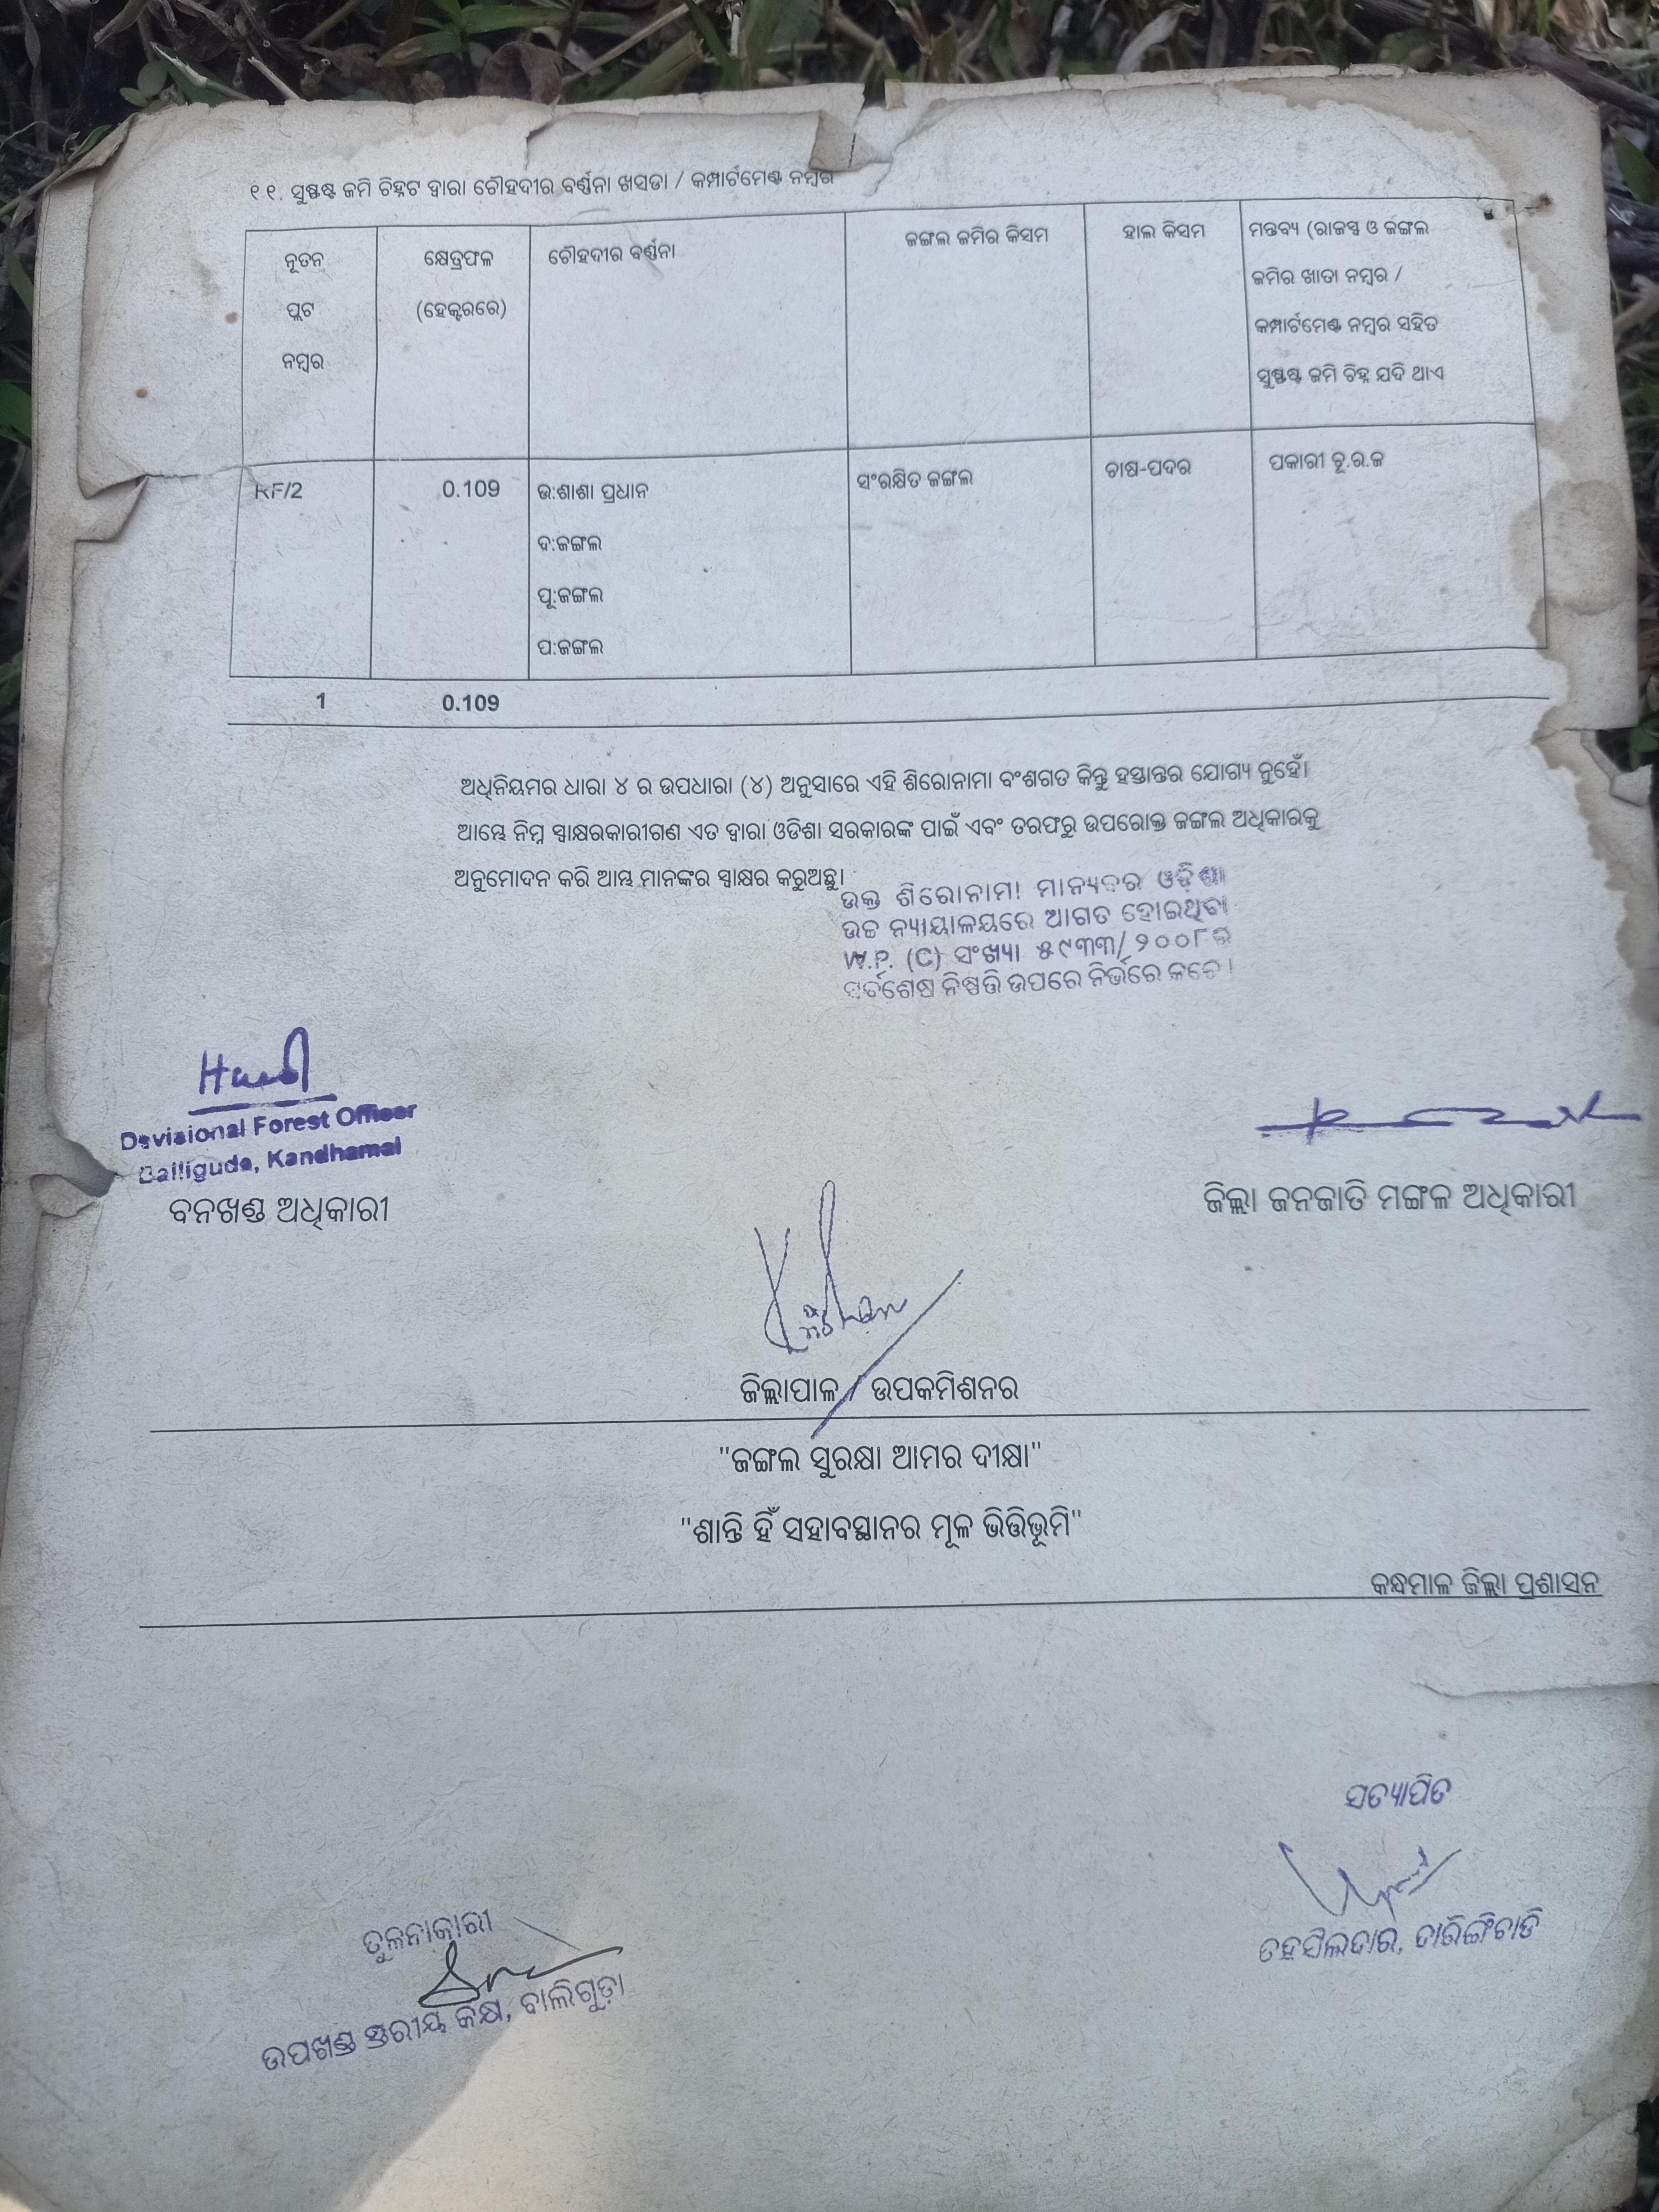 ୧୧. ସୁଷ୍ପଷ୍ଟ ଜମି ଚିହ୍ନଟ ଦ୍ୱାରା ଚୌହଦୀର ବର୍ଣ୍ଣନା ଖସଡା / କମ୍ପାର୍ଟମେଣ୍ଟ ନମ୍ବର
ନୂତନ ପ୍ଲଟ ନମ୍ବର
କ୍ଷେତ୍ରଫଳ (ହେକ୍ଟରରେ)
ଚୌହଦୀର ବର୍ଣ୍ଣନା
ଜଙ୍ଗଲ ଜମିର କିସମ
ହାଲ କିସମ
ମନ୍ତବ୍ୟ (ରାଜସ୍ୱ ଓ ଜଙ୍ଗଲ
ଜମିର ଖାତା ନମ୍ବର /
କମ୍ପାର୍ଟମେଣ୍ଟ ନମ୍ବର ସହିତ
ସୁଷ୍ପଷ୍ଟ ଜମି ଚିହ୍ନ ଯଦି ଥାଏ
RF/2 0.109 ଉ:ଶାଶା ପ୍ରଧାନ ସଂରକ୍ଷିତ ଜଙ୍ଗଲ ଚାଷ-ପଦର ପକାରୀ ଚୂ.ର.ଜ
ଦ:ଜଙ୍ଗଲ
ପୂ:ଜଙ୍ଗଲ
ପ:ଜଙ୍ଗଲ
1 0.109
ଅଧିନିୟମର ଧାରା ୪ ର ଉପଧାରା (୪) ଅନୁସାରେ ଏହି ଶିରୋନାମା ବଂଶଗତ କିନ୍ତୁ ହସ୍ତାନ୍ତର ଯୋଗ୍ୟ ନୁହେଁ।
ଆମ୍ଭେ ନିମ୍ନ ସ୍ୱାକ୍ଷରକାରୀଗଣ ଏତ ଦ୍ୱାରା ଓଡିଶା ସରକାରଙ୍କ ପାଇଁ ଏବଂ ତରଫରୁ ଉପରୋକ୍ତ ଜଙ୍ଗଲ ଅଧିକାରକୁ
ଅନୁମୋଦନ କରି ଆମ୍ଭ ମାନଙ୍କର ସ୍ୱାକ୍ଷର କରୁଅଛୁ।
ଉକ୍ତ ଶିରୋନାମା ମାନ୍ୟବର ଓଡ଼ିଶା
ଉଚ୍ଚ ନ୍ୟାୟାଳୟରେ ଆଗତ ହୋଇଥିବା
W.P. (C) ସଂଖ୍ୟା ୫୯୩୩/୨୦୦୮ର
ସର୍ବଶେଷ ନିଷ୍ପତ୍ତି ଉପରେ ନିର୍ଭରେ କରେ।
Devisional Forest Officer
Balliguda, Kandhamal
ବନଖଣ୍ଡ ଅଧିକାରୀ
ଜିଲ୍ଲା ଜନଜାତି ମଙ୍ଗଳ ଅଧିକାରୀ
ଜିଲ୍ଲାପାଳ / ଉପକମିଶନର
"ଜଙ୍ଗଲ ସୁରକ୍ଷା ଆମର ଦୀକ୍ଷା"
"ଶାନ୍ତି ହିଁ ସହାବସ୍ଥାନର ମୂଳ ଭିତ୍ତିଭୂମି"
କନ୍ଧମାଳ ଜିଲ୍ଲା ପ୍ରଶାସନ
ସତ୍ୟାପିତ
ତହସିଲଦାର, ଦାରିଙ୍ଗିବାଡି
ତୁଳନାକାରୀ
ଉପଖଣ୍ଡ ସ୍ତରୀୟ କକ୍ଷ, ବାଲିଗୁଡ଼ା